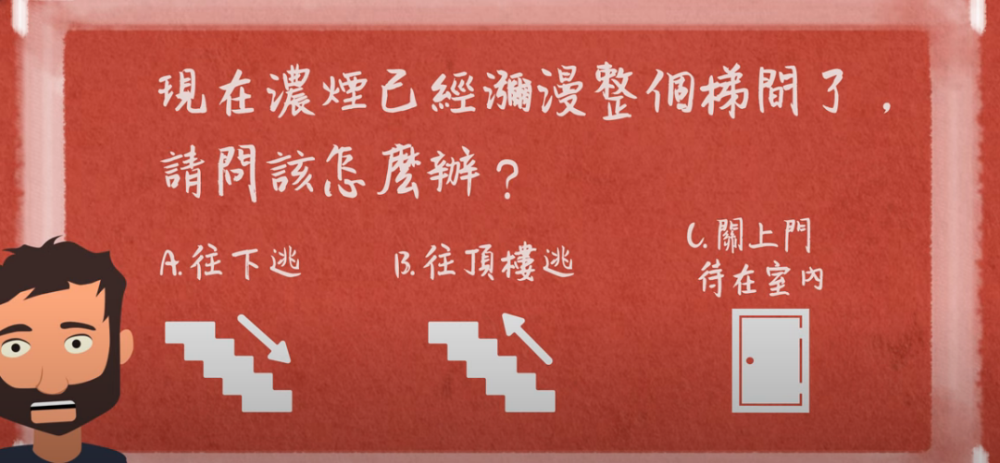 現在濃煙已經瀰漫整個梯間了，
請問該怎麼辦？
A.往下逃
B.往頂樓逃
C.關上門
待在室內